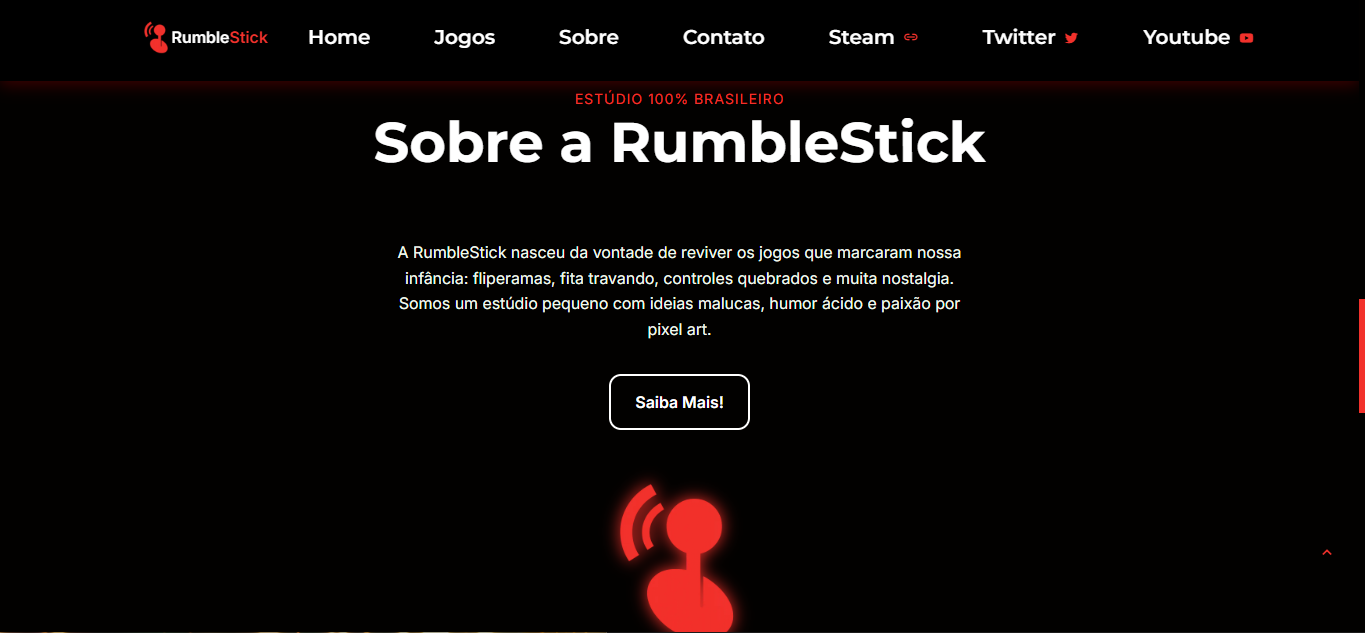 RumbleStick Home Jogos Sobre Contato Steam Twitter Youtube
ESTÚDIO 100% BRASILEIRO
Sobre a RumbleStick
A RumbleStick nasceu da vontade de reviver os jogos que marcaram nossa
infância: fliperamas, fita travando, controles quebrados e muita nostalgia.
Somos um estúdio pequeno com ideias malucas, humor ácido e paixão por
pixel art.
Saiba Mais!